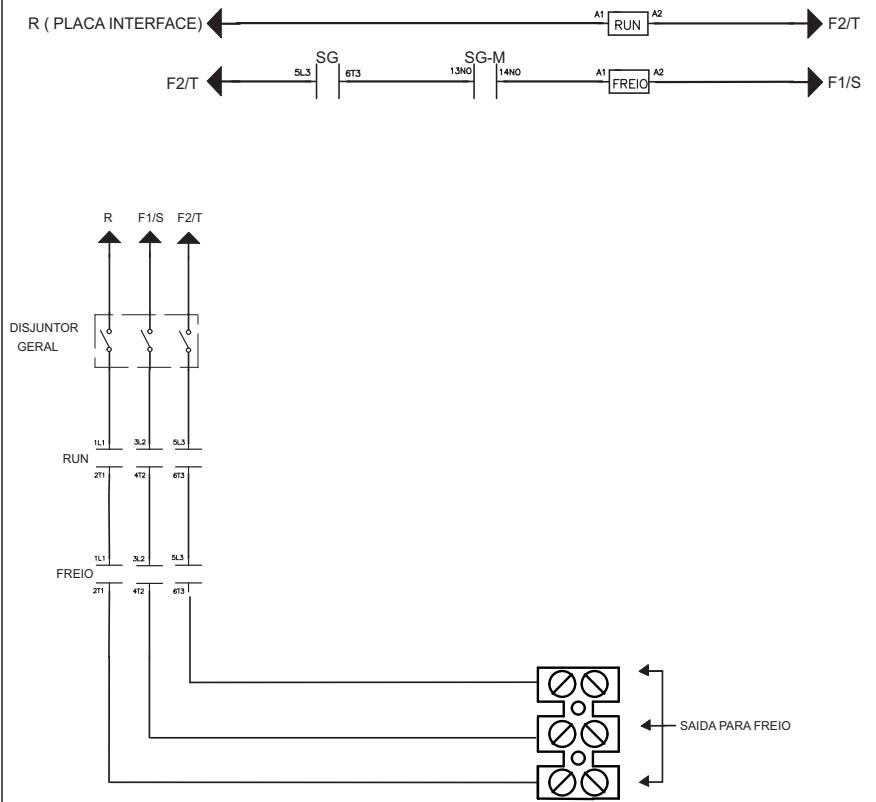 R ( PLACA INTERFACE)
A1
RUN
A2
F2/T
F2/T
5L3
SG
6T3
13NO
SG-M
14NO
A1
FREIO
A2
F1/S
R
F1/S
F2/T
DISJUNTOR
GERAL
1L1
3L2
5L3
RUN
2T1
4T2
6T3
1L1
3L2
5L3
FREIO
2T1
4T2
6T3
SAIDA PARA FREIO